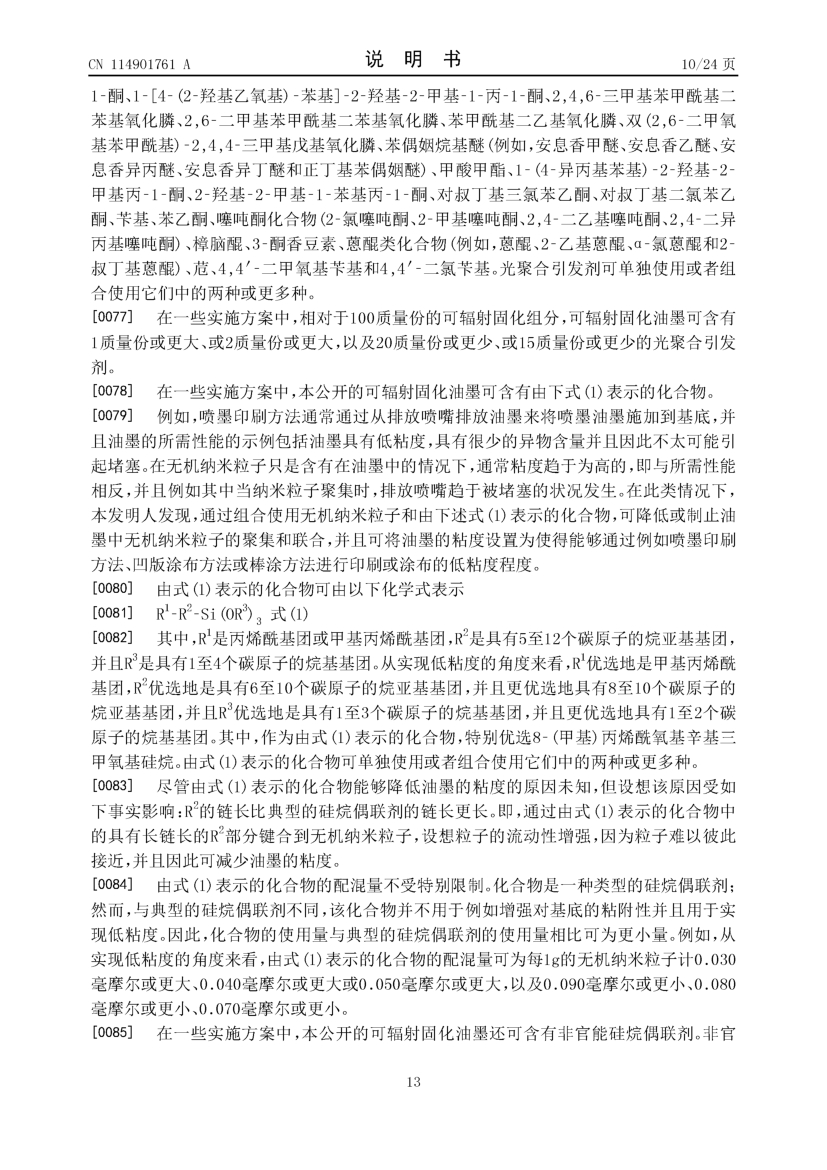 CN 114901761 A
说 明 书
10/24 页
1-酮、1-[4-(2-羟基乙氧基)-苯基]-2-羟基-2-甲基-1-丙-1-酮、2,4,6-三甲基苯甲酰基二
苯基氧化膦、2,6-二甲基苯甲酰基二苯基氧化膦、苯甲酰基二乙基氧化膦、双(2,6-二甲氧
基苯甲酰基)-2,4,4-三甲基戊基氧化膦、苯偶姻烷基醚(例如,安息香甲醚、安息香乙醚、安
息香异丙醚、安息香异丁醚和正丁基苯偶姻醚)、甲酸甲酯、1-(4-异丙基苯基)-2-羟基-2-
甲基丙-1-酮、2-羟基-2-甲基-1-苯基丙-1-酮、对叔丁基三氯苯乙酮、对叔丁基二氯苯乙
酮、苄基、苯乙酮、噻吨酮化合物(2-氯噻吨酮、2-甲基噻吨酮、2,4-二乙基噻吨酮、2,4-二异
丙基噻吨酮)、樟脑醌、3-酮香豆素、蒽醌类化合物(例如,蒽醌、2-乙基蒽醌、α-氯蒽醌和2-
叔丁基蒽醌)、苊、4,4′-二甲氧基苄基和4,4′-二氯苄基。光聚合引发剂可单独使用或者组
合使用它们中的两种或更多种。
[0077] 在一些实施方案中,相对于100质量份的可辐射固化组分,可辐射固化油墨可含有
1质量份或更大、或2质量份或更大,以及20质量份或更少、或15质量份或更少的光聚合引发
剂。
[0078] 在一些实施方案中,本公开的可辐射固化油墨可含有由下式(1)表示的化合物。
[0079] 例如,喷墨印刷方法通常通过从排放喷嘴排放油墨来将喷墨油墨施加到基底,并
且油墨的所需性能的示例包括油墨具有低粘度,具有很少的异物含量并且因此不太可能引
起堵塞。在无机纳米粒子只是含有在油墨中的情况下,通常粘度趋于为高的,即与所需性能
相反,并且例如其中当纳米粒子聚集时,排放喷嘴趋于被堵塞的状况发生。在此类情况下,
本发明人发现,通过组合使用无机纳米粒子和由下述式(1)表示的化合物,可降低或制止油
墨中无机纳米粒子的聚集和联合,并且可将油墨的粘度设置为使得能够通过例如喷墨印刷
方法、凹版涂布方法或棒涂方法进行印刷或涂布的低粘度程度。
[0080] 由式(1)表示的化合物可由以下化学式表示
[0081] R¹-R²-Si(OR³)₃ 式(1)
[0082] 其中,R¹是丙烯酰基团或甲基丙烯酰基团,R²是具有5至12个碳原子的烷亚基基团,
并且R³是具有1至4个碳原子的烷基基团。从实现低粘度的角度来看,R¹优选地是甲基丙烯酰
基团,R²优选地是具有6至10个碳原子的烷亚基基团,并且更优选地具有8至10个碳原子的
烷亚基基团,并且R³优选地是具有1至3个碳原子的烷基基团,并且更优选地具有1至2个碳
原子的烷基基团。其中,作为由式(1)表示的化合物,特别优选8-(甲基)丙烯酰氧基辛基三
甲氧基硅烷。由式(1)表示的化合物可单独使用或者组合使用它们中的两种或更多种。
[0083] 尽管由式(1)表示的化合物能够降低油墨的粘度的原因未知,但设想该原因受如
下事实影响:R²的链长比典型的硅烷偶联剂的链长更长。即,通过由式(1)表示的化合物中
的具有长链长的R²部分键合到无机纳米粒子,设想粒子的流动性增强,因为粒子难以彼此
接近,并且因此可减少油墨的粘度。
[0084] 由式(1)表示的化合物的配混量不受特别限制。化合物是一种类型的硅烷偶联剂;
然而,与典型的硅烷偶联剂不同,该化合物并不用于例如增强对基底的粘附性并且用于实
现低粘度。因此,化合物的使用量与典型的硅烷偶联剂的使用量相比可为更小量。例如,从
实现低粘度的角度来看,由式(1)表示的化合物的配混量可为每1g的无机纳米粒子计0.030
毫摩尔或更大、0.040毫摩尔或更大或0.050毫摩尔或更大,以及0.090毫摩尔或更小、0.080
毫摩尔或更小、0.070毫摩尔或更小。
[0085] 在一些实施方案中,本公开的可辐射固化油墨还可含有非官能硅烷偶联剂。非官
13